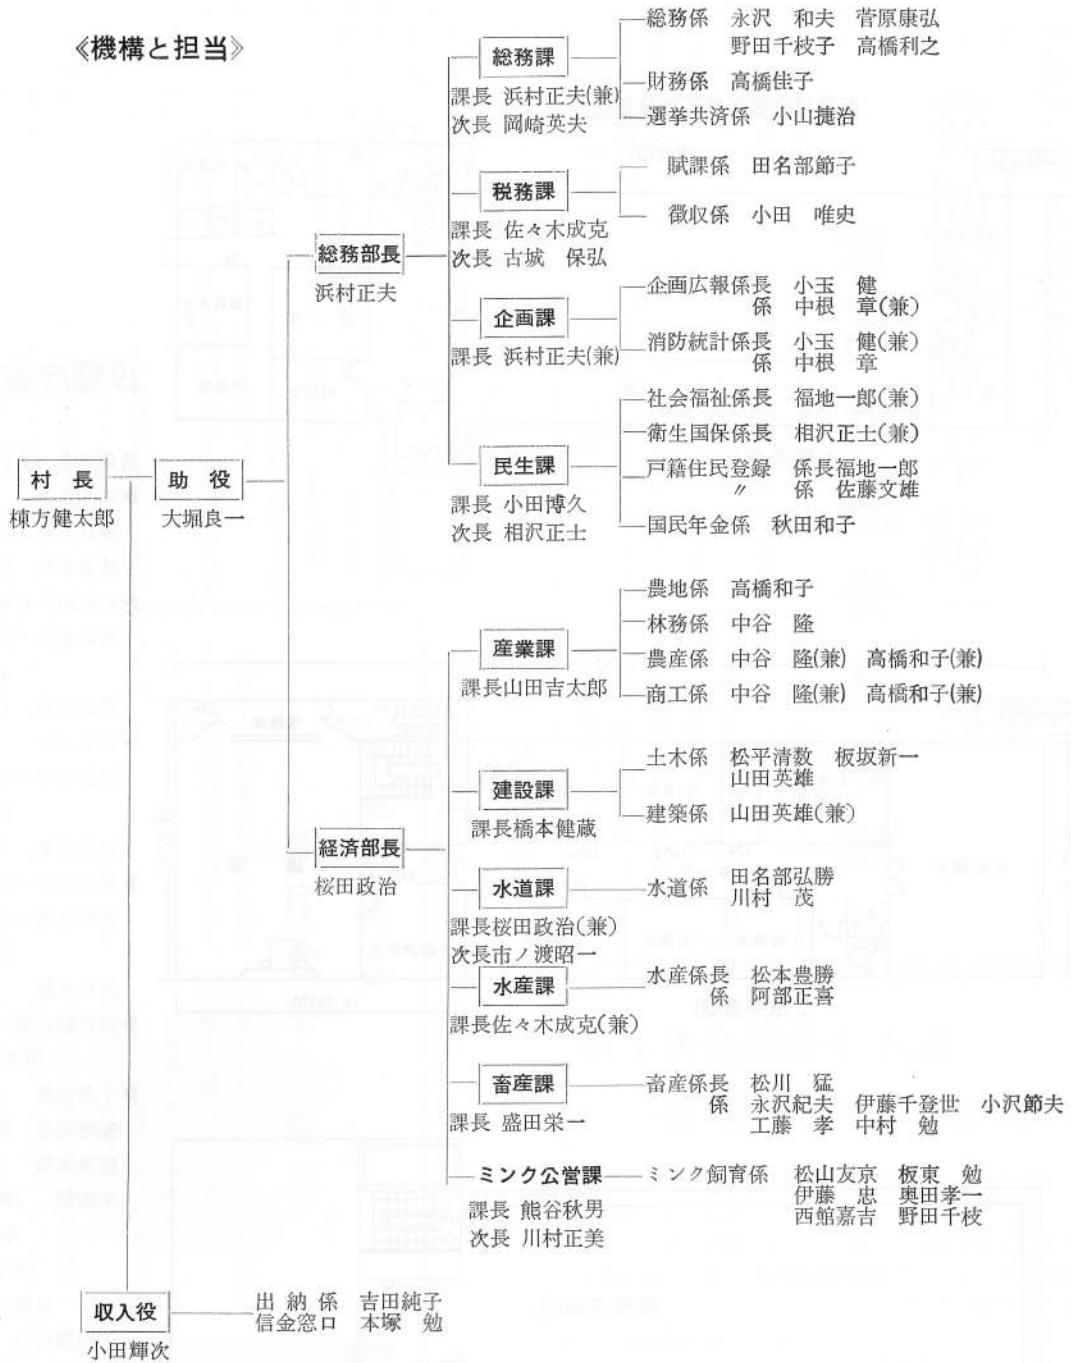 《機構と担当》
村長
棟方健太郎
助役
大堀良一
総務部長
浜村正夫
総務課
課長 浜村正夫(兼)
次長 岡崎英夫
総務係 永沢 和夫 菅原康弘
野田千枝子 高橋利之
財務係 高橋佳子
選挙共済係 小山捷治
税務課
課長 佐々木成克
次長 古城 保弘
賦課係 田名部節子
徴収係 小田 唯史
企画課
課長 浜村正夫(兼)
企画広報係長 小玉 健
係 中根 章(兼)
消防統計係長 小玉 健(兼)
係 中根 章
民生課
課長 小田博久
次長 相沢正士
社会福祉係長 福地一郎(兼)
衛生国保係長 相沢正士(兼)
戸籍住民登録 係長福地一郎
〃 係 佐藤文雄
国民年金係 秋田和子
経済部長
桜田政治
産業課
課長山田吉太郎
農地係 高橋和子
林務係 中谷 隆
農産係 中谷 隆(兼) 高橋和子(兼)
商工係 中谷 隆(兼) 高橋和子(兼)
建設課
課長橋本健蔵
土木係 松平清数 板坂新一
山田英雄
建築係 山田英雄(兼)
水道課
課長桜田政治(兼)
次長市ノ渡昭一
水道係 田名部弘勝
川村 茂
水産課
課長佐々木成克(兼)
水産係長 松本豊勝
係 阿部正喜
畜産課
課長 盛田栄一
畜産係長 松川 猛
係 永沢紀夫 伊藤千登世 小沢節夫
工藤 孝 中村 勉
ミンク公営課
課長 熊谷秋男
次長 川村正美
ミンク飼育係 松山友京 板東 勉
伊藤 忠 奥田孝一
西館嘉吉 野田千枝
収入役
小田輝次
出納係 吉田純子
信金窓口 本塚 勉